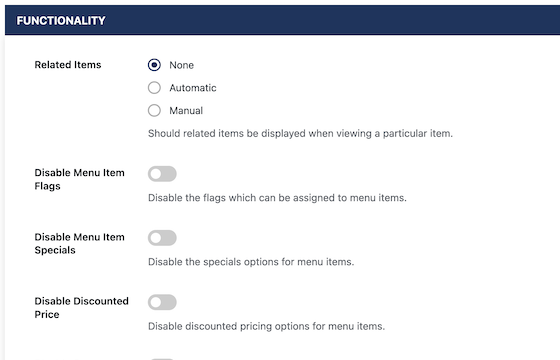 FUNCTIONALITY
Related Items
None
Automatic
Manual
Should related items be displayed when viewing a particular item.
Disable Menu Item
Flags
Disable the flags which can be assigned to menu items.
Disable Menu Item
Specials
Disable the specials options for menu items.
Disable Discounted
Price
Disable discounted pricing options for menu items.